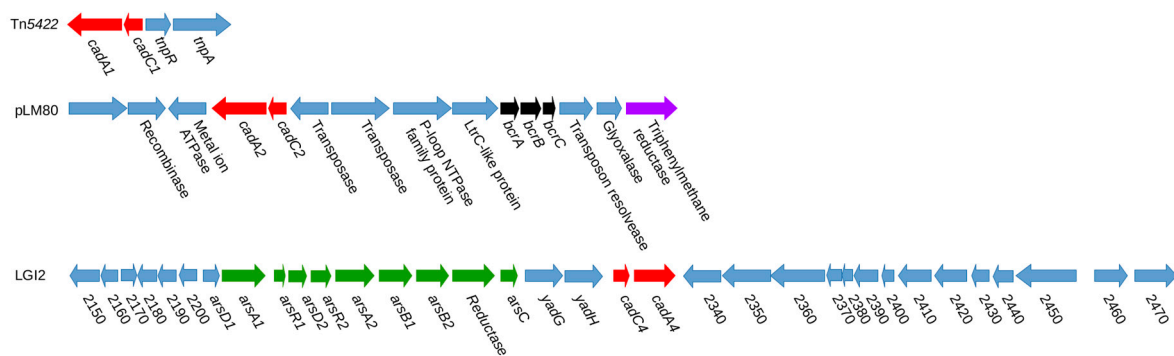 Tn5422
cadA1
cadC1
tnpR
tnpA
pLM80
Recombinase
Metal ion
ATPase
cadA2
cadC2
Transposase
Transposase
P-loop NTPase
family protein
LtrC-like protein
bcrA
bcrB
bcrC
Transposon resolvease
Glyoxalase
Triphenylmethane
reductase
LGI2
2150
2160
2170
2180
2190
2200
arsD1
arsA1
arsR1
arsD2
arsR2
arsA2
arsB1
arsB2
Reductase
arsC
yadG
yadH
cadC4
cadA4
2340
2350
2360
2370
2380
2390
2400
2410
2420
2430
2440
2450
2460
2470